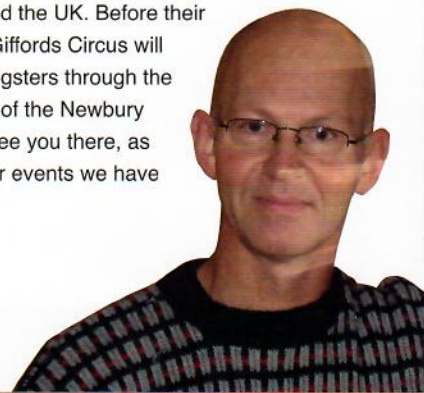 d the UK. Before their
Giffords Circus will
gsters through the
of the Newbury
ee you there, as
r events we have